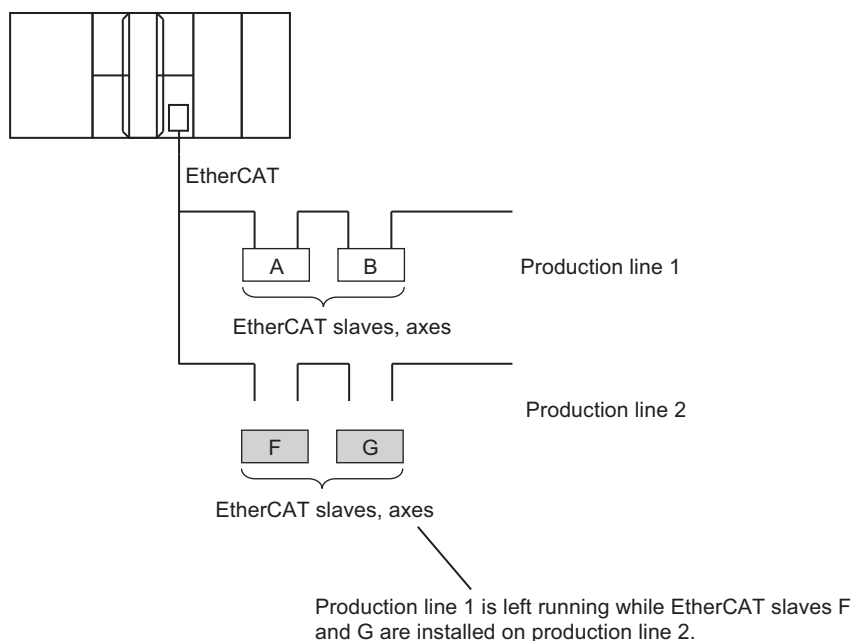 EtherCAT
A
B
Production line 1
EtherCAT slaves, axes
Production line 2
F
G
EtherCAT slaves, axes
Production line 1 is left running while EtherCAT slaves F
and G are installed on production line 2.